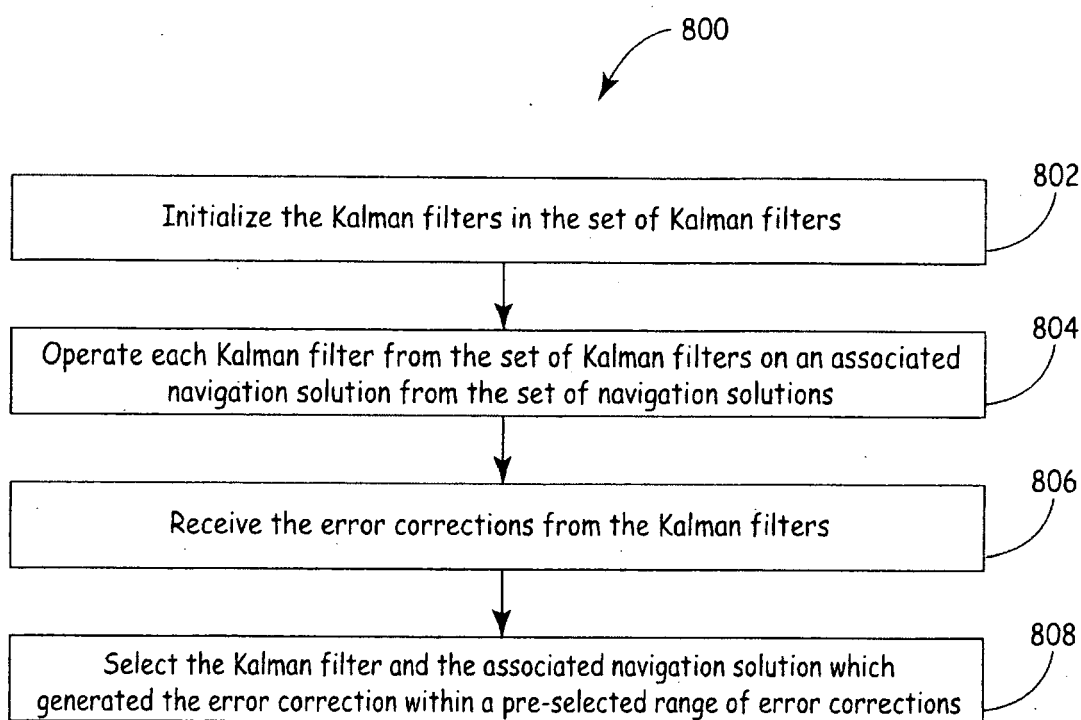 800
802
Initialize the Kalman filters in the set of Kalman filters
804
Operate each Kalman filter from the set of Kalman filters on an associated
navigation solution from the set of navigation solutions
806
Receive the error corrections from the Kalman filters
808
Select the Kalman filter and the associated navigation solution which
generated the error correction within a pre-selected range of error corrections